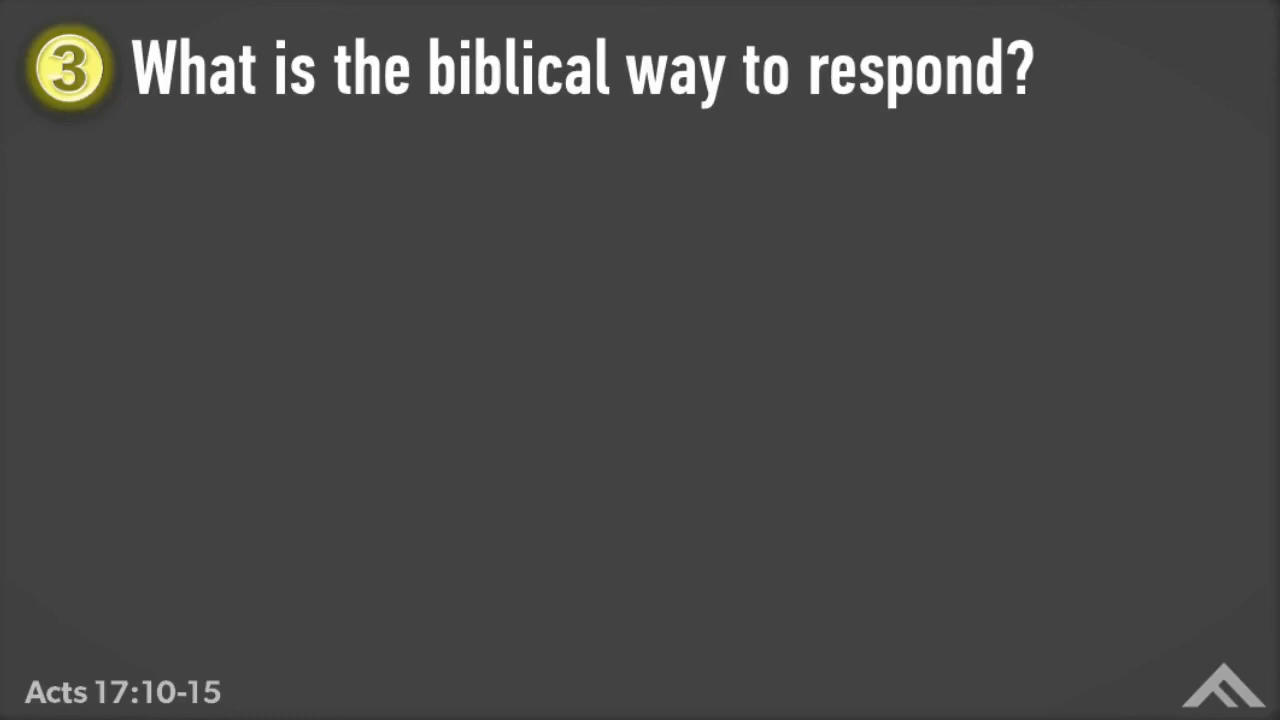 3 What is the biblical way to respond?
Acts 17:10-15